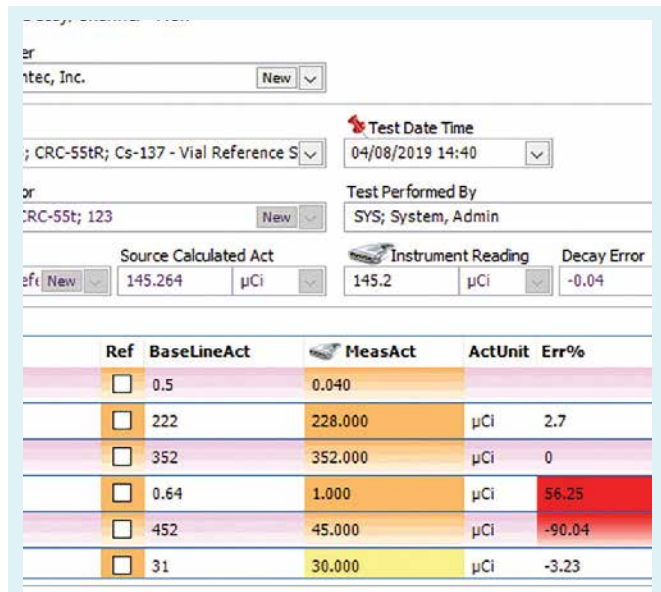 er
ntec, Inc. New
Test Date Time
; CRC-55tR; Cs-137 - Vial Reference S 04/08/2019 14:40
or Test Performed By
CRC-55t; 123 New SYS; System, Admin
Source Calculated Act Instrument Reading Decay Error
efe New 145.264 µCi 145.2 µCi -0.04
Ref BaseLineAct MeasAct ActUnit Err%
0.5 0.040
222 228.000 µCi 2.7
352 352.000 µCi 0
0.64 1.000 µCi 56.25
452 45.000 µCi -90.04
31 30.000 µCi -3.23